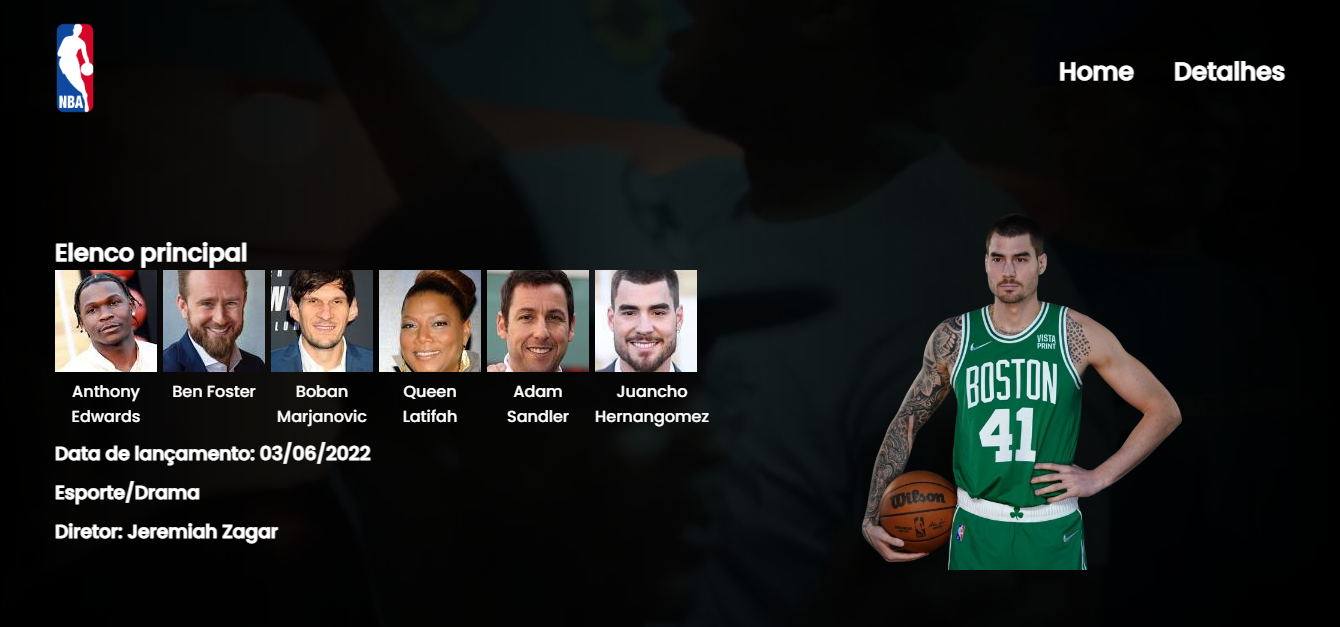 NBA
Home Detalhes
Elenco principal
Anthony Edwards
Ben Foster
Boban Marjanovic
Queen Latifah
Adam Sandler
Juancho Hernangomez
Data de lançamento: 03/06/2022
Esporte/Drama
Diretor: Jeremiah Zagar
VISTA
PRINT
BOSTON
41
Wilson